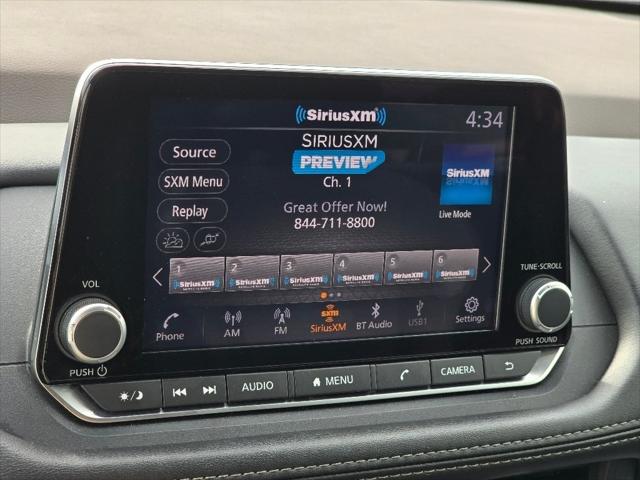 SiriusXM
4:34
SIRIUSXM
PREVIEW
Ch. 1
Great Offer Now!
844-711-8800
Source
SXM Menu
Replay
SiriusXM
Live Mode
1 2 3 4 5 6
SiriusXM SiriusXM SiriusXM SiriusXM SiriusXM SiriusXM
Phone AM FM SiriusXM BT Audio USB1 Settings
VOL
PUSH
TUNE·SCROLL
PUSH SOUND
AUDIO MENU CAMERA